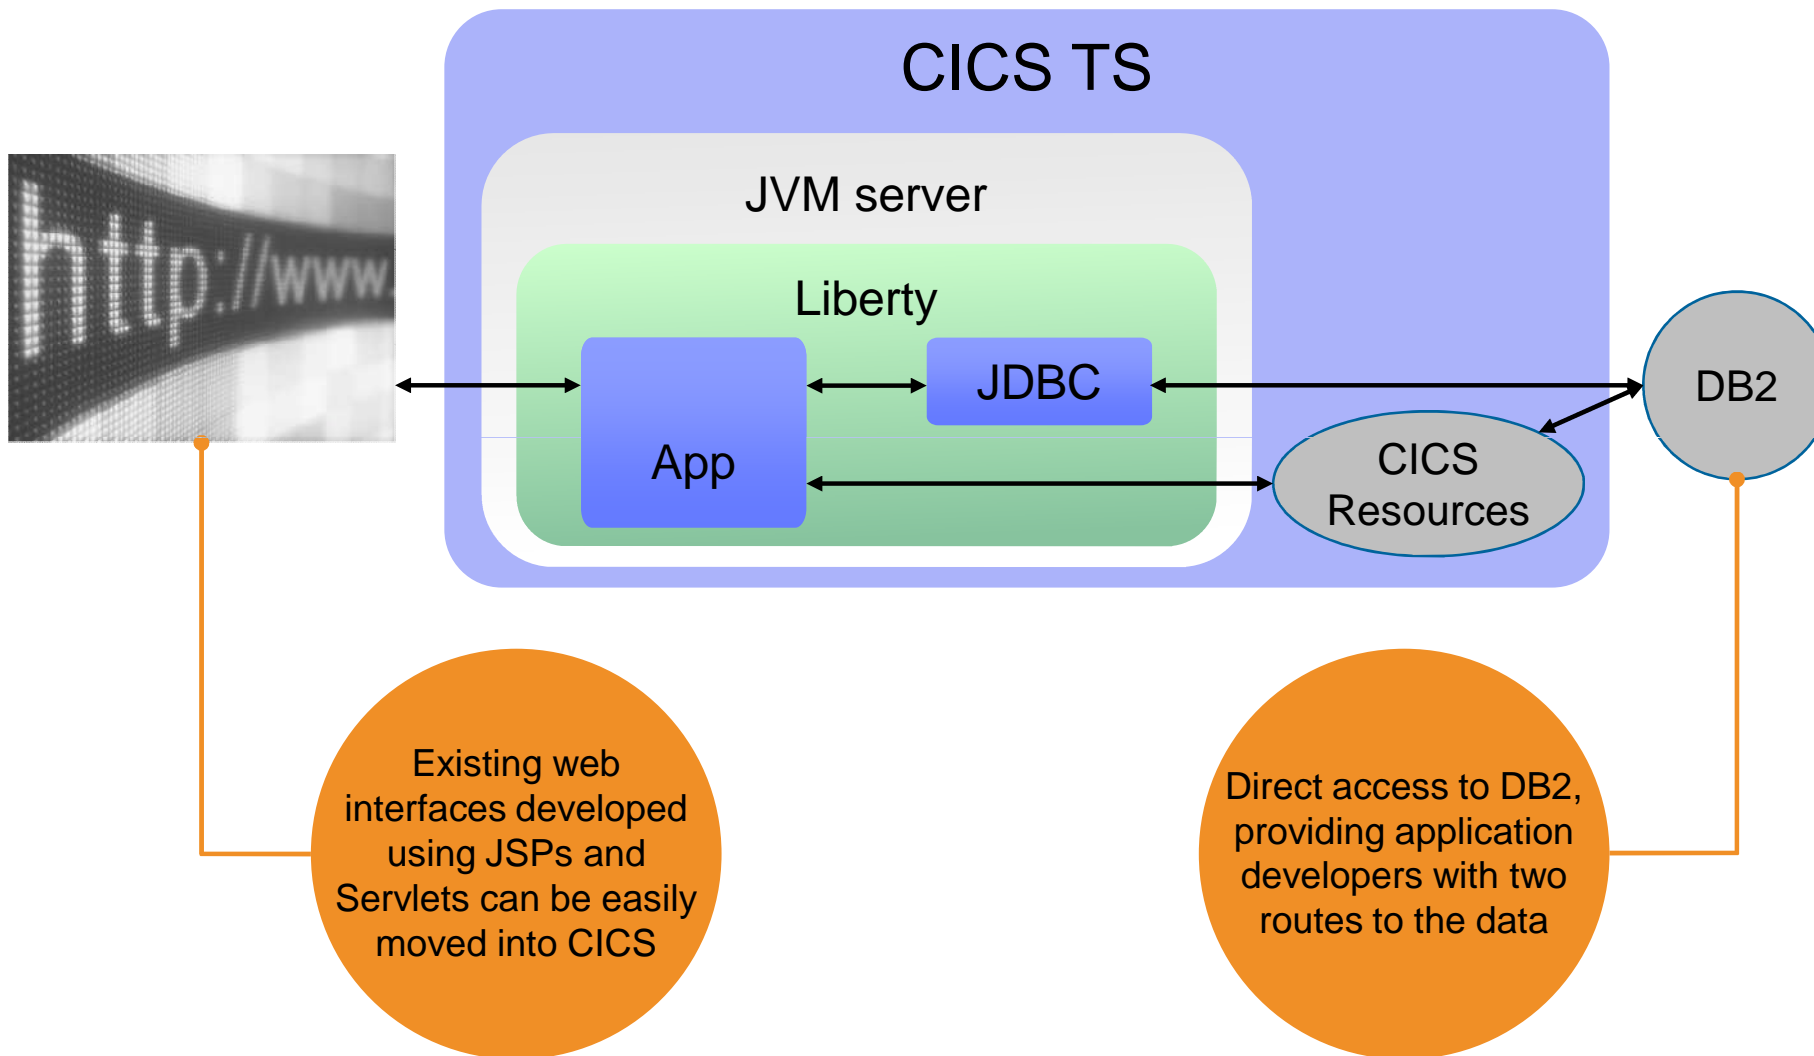 CICS TS
JVM server
Liberty
http://www.
App
JDBC
CICS
Resources
DB2
Existing web
interfaces developed
using JSPs and
Servlets can be easily
moved into CICS
Direct access to DB2,
providing application
developers with two
routes to the data